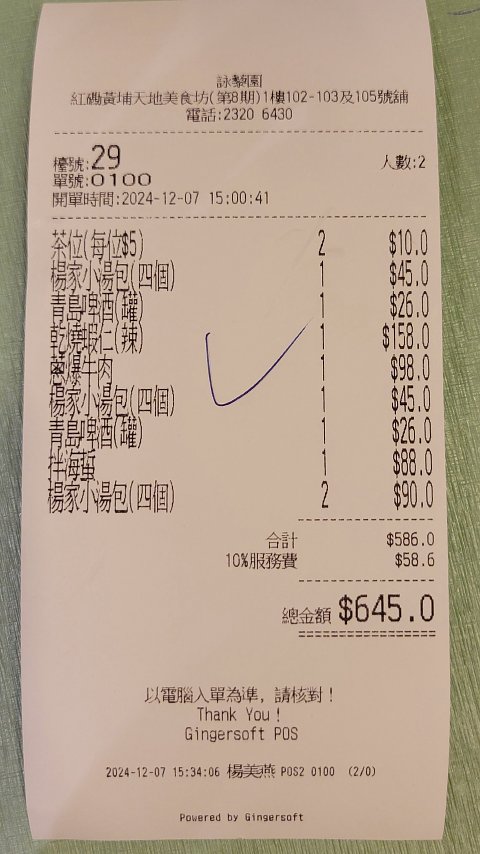 詠藜園
紅磡黃埔天地美食坊(第8期)1樓102-103及105號舖
電話:2320 6430
檯號:29 人數:2
單號:0100
開單時間:2024-12-07 15:00:41
茶位(每位$5) 2 $10.0
楊家小湯包(四個) 1 $45.0
青島啤酒(罐) 1 $26.0
乾燒蝦仁(辣) 1 $158.0
蔥爆牛肉 1 $98.0
楊家小湯包(四個) 1 $45.0
青島啤酒(罐) 1 $26.0
拌海蜇 1 $88.0
楊家小湯包(四個) 2 $90.0
合計 $586.0
10%服務費 $58.6
總金額 $645.0
以電腦入單為準, 請核對!
Thank You!
Gingersoft POS
2024-12-07 15:34:06 楊美燕 POS2 0100 (2/0)
Powered by Gingersoft